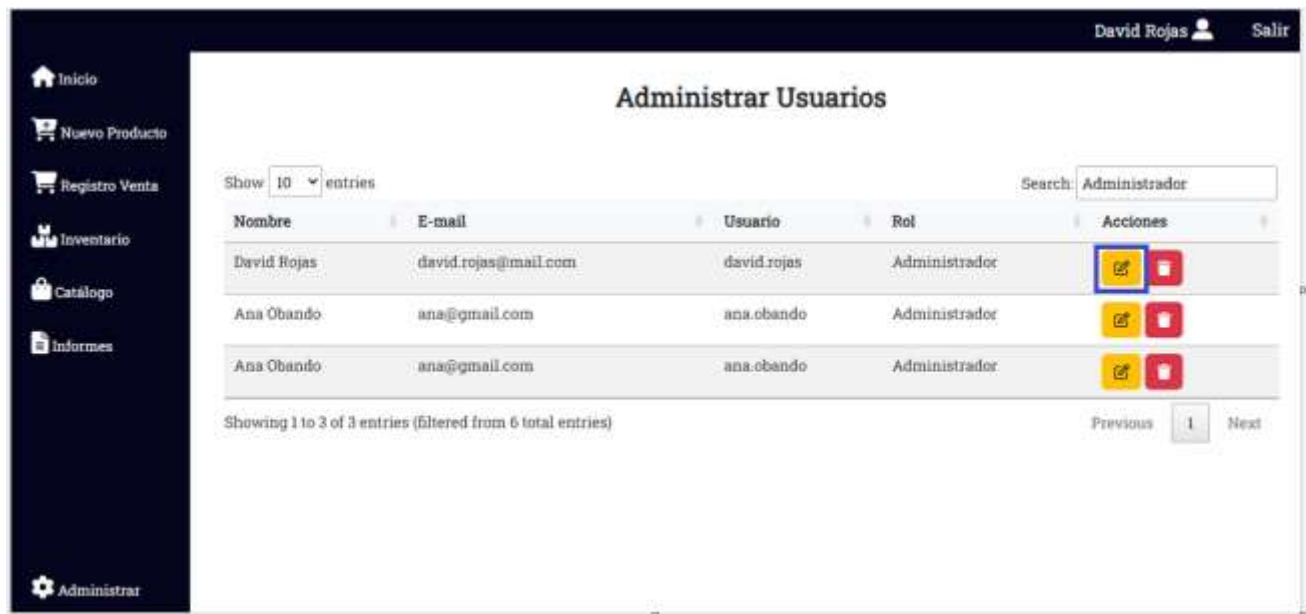 David Rojas Salir
Inicio
Nuevo Producto
Registro Venta
Inventario
Catálogo
Informes
Administrar
Administrar Usuarios
Show 10 entries Search: Administrador
Nombre E-mail Usuario Rol Acciones
David Rojas david.rojas@mail.com david.rojas Administrador
Ana Obando ana@gmail.com ana.obando Administrador
Ana Obando ana@gmail.com ana.obando Administrador
Showing 1 to 3 of 3 entries (filtered from 6 total entries) Previous 1 Next